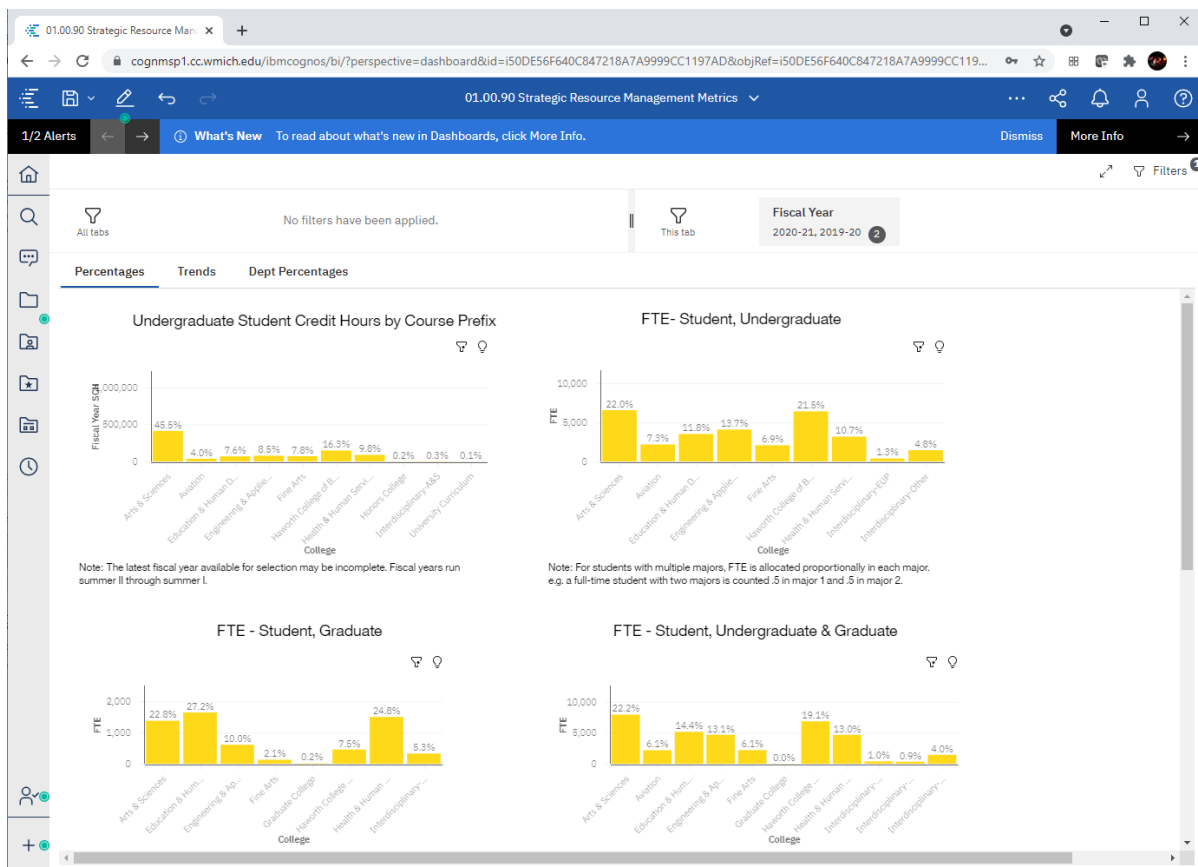 01.00.90 Strategic Resource Man
cognmsp1.cc.wmich.edu/ibmcognos/bi/?perspective=dashboard&id=i50DE56F640C847218A7A9999CC1197AD&objRef=i50DE56F640C847218A7A9999CC119...
01.00.90 Strategic Resource Management Metrics
1/2 Alerts
What's New To read about what's new in Dashboards, click More Info.
Dismiss
More Info
Filters
All tabs
No filters have been applied.
This tab
Fiscal Year
2020-21, 2019-20 2
Percentages Trends Dept Percentages
Undergraduate Student Credit Hours by Course Prefix
Fiscal Year SCH
,000,000
500,000
0
45.5% 4.0% 7.6% 8.5% 7.8% 16.3% 9.8% 0.2% 0.3% 0.1%
Arts & Sciences
Aviation
Education & Human D...
Engineering & Applie...
Fine Arts
Haworth College of B...
Health & Human Servi...
Honors College
Interdisciplinary-A&S
University Curriculum
College
Note: The latest fiscal year available for selection may be incomplete. Fiscal years run
summer II through summer I.
FTE- Student, Undergraduate
FTE
10,000
5,000
0
22.0% 7.3% 11.8% 13.7% 6.9% 21.5% 10.7% 1.3% 4.8%
Arts & Sciences
Aviation
Education & Human D...
Engineering & Applie...
Fine Arts
Haworth College of B...
Health & Human Servi...
Interdisciplinary-EUP
Interdisciplinary-Other
College
Note: For students with multiple majors, FTE is allocated proportionally in each major.
e.g. a full-time student with two majors is counted .5 in major 1 and .5 in major 2.
FTE - Student, Graduate
FTE
2,000
1,000
0
22.8% 27.2% 10.0% 2.1% 0.2% 7.5% 24.8% 5.3%
Arts & Sciences
Education & Hum...
Engineering & Ap...
Fine Arts
Graduate College
Haworth College ...
Health & Human ...
Interdisciplinary-...
College
FTE - Student, Undergraduate & Graduate
FTE
10,000
5,000
0
22.2% 6.1% 14.4% 13.1% 6.1% 0.0% 19.1% 13.0% 1.0% 0.9% 4.0%
Arts & Sciences
Aviation
Education & Hum...
Engineering & Ap...
Fine Arts
Graduate College
Haworth College ...
Health & Human ...
Interdisciplinary-...
Interdisciplinary-...
Interdisciplinary-...
College